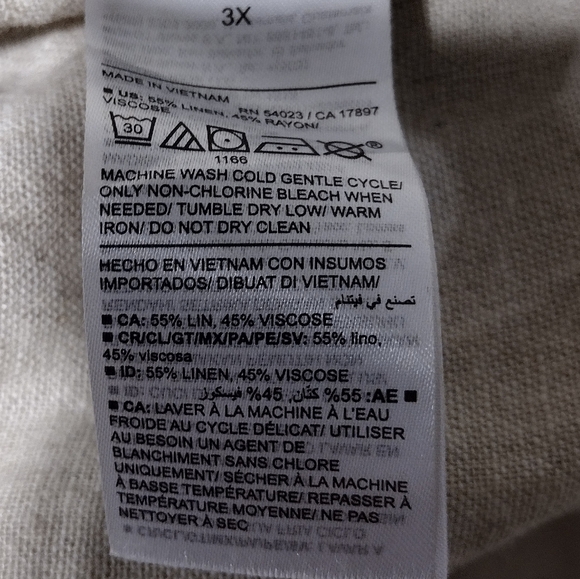 3X
MADE IN VIETNAM
■ US: 55% LINEN, 45% RAYON/
VISCOSE RN 54023 / CA 17897
30
®
1166
MACHINE WASH COLD GENTLE CYCLE/
ONLY NON-CHLORINE BLEACH WHEN
NEEDED/ TUMBLE DRY LOW/ WARM
IRON/ DO NOT DRY CLEAN
HECHO EN VIETNAM CON INSUMOS
IMPORTADOS/ DIBUAT DI VIETNAM/
تصنع في فيتنام
■ CA: 55% LIN, 45% VISCOSE
■ CR/CL/GT/MX/PA/PE/SV: 55% lino,
45% viscosa
■ ID: 55% LINEN, 45% VISCOSE
■ AE: 55% كتّان, 45% فيسكوز
■ CA: LAVER À LA MACHINE À L'EAU
FROIDE AU CYCLE DÉLICAT/ UTILISER
AU BESOIN UN AGENT DE
BLANCHIMENT SANS CHLORE
UNIQUEMENT/ SÉCHER À LA MACHINE
À BASSE TEMPÉRATURE/ REPASSER À
TEMPÉRATURE MOYENNE/ NE PAS
NETTOYER À SEC